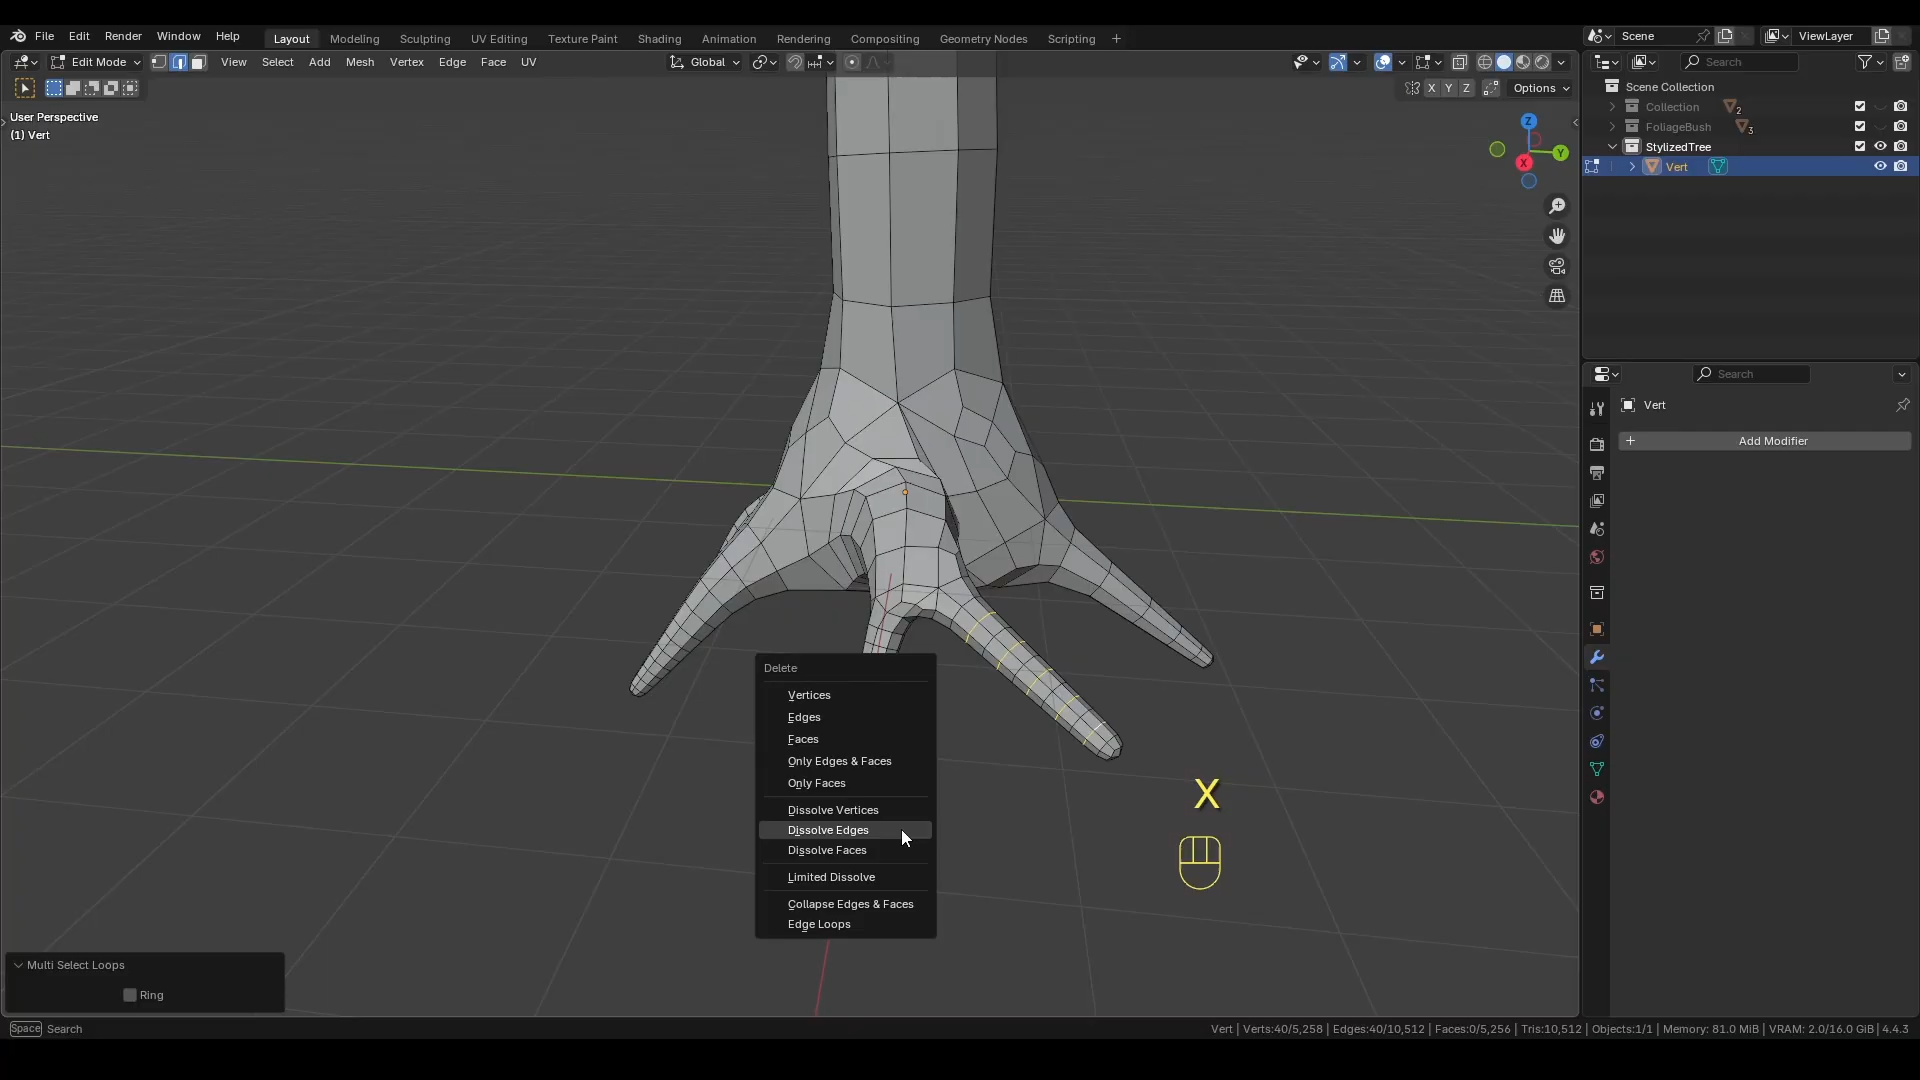 File Edit Render Window Help Layout Modeling Sculpting UV Editing Texture Paint Shading Animation Rendering Compositing Geometry Nodes Scripting + Scene ViewLayer
Edit Mode View Select Add Mesh Vertex Edge Face UV Global Search
X Y Z Options
Scene Collection
User Perspective
(1) Vert
Collection 2
FoliageBush 3
StylizedTree
Vert
Z
Y
X
Search
Vert
+ Add Modifier
Delete
Vertices
Edges
Faces
Only Edges & Faces
Only Faces
Dissolve Vertices
Dissolve Edges
Dissolve Faces
Limited Dissolve
Collapse Edges & Faces
Edge Loops
X
Multi Select Loops
Ring
Space Search Vert | Verts:40/5,258 | Edges:40/10,512 | Faces:0/5,256 | Tris:10,512 | Objects:1/1 | Memory: 81.0 MiB | VRAM: 2.0/16.0 GiB | 4.4.3